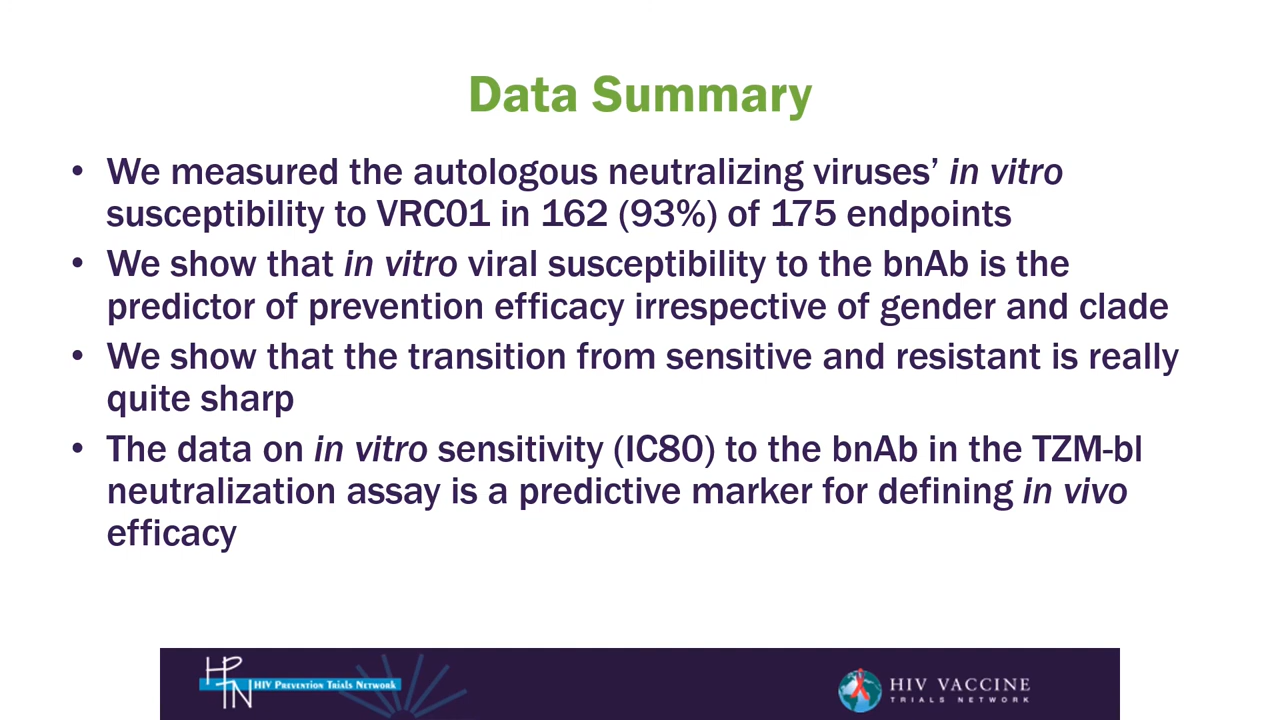 Data Summary
• We measured the autologous neutralizing viruses’ in vitro
susceptibility to VRC01 in 162 (93%) of 175 endpoints
• We show that in vitro viral susceptibility to the bnAb is the
predictor of prevention efficacy irrespective of gender and clade
• We show that the transition from sensitive and resistant is really
quite sharp
• The data on in vitro sensitivity (IC80) to the bnAb in the TZM-bl
neutralization assay is a predictive marker for defining in vivo
efficacy
HPTN
HIV PREVENTION TRIALS NETWORK
HIV VACCINE
TRIALS NETWORK